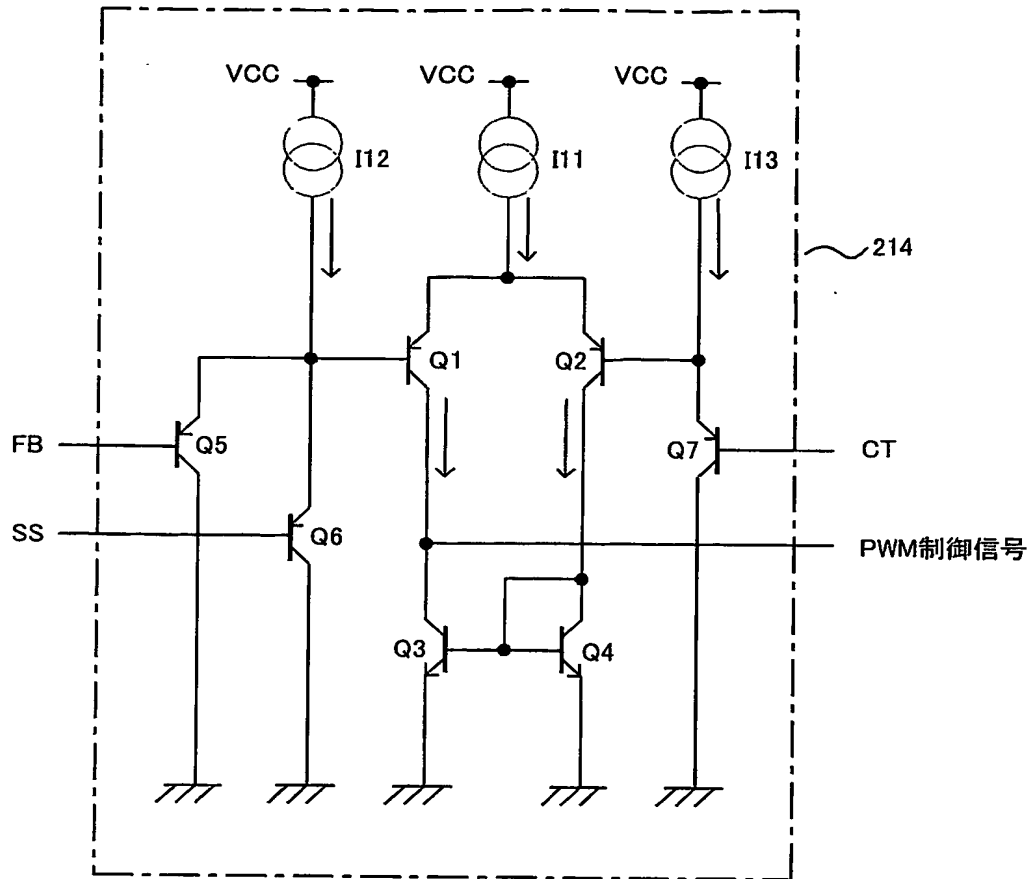 VCC VCC VCC
I12 I11 I13
214
Q1 Q2
FB Q5 Q7 CT
SS Q6
PWM制御信号
Q3 Q4